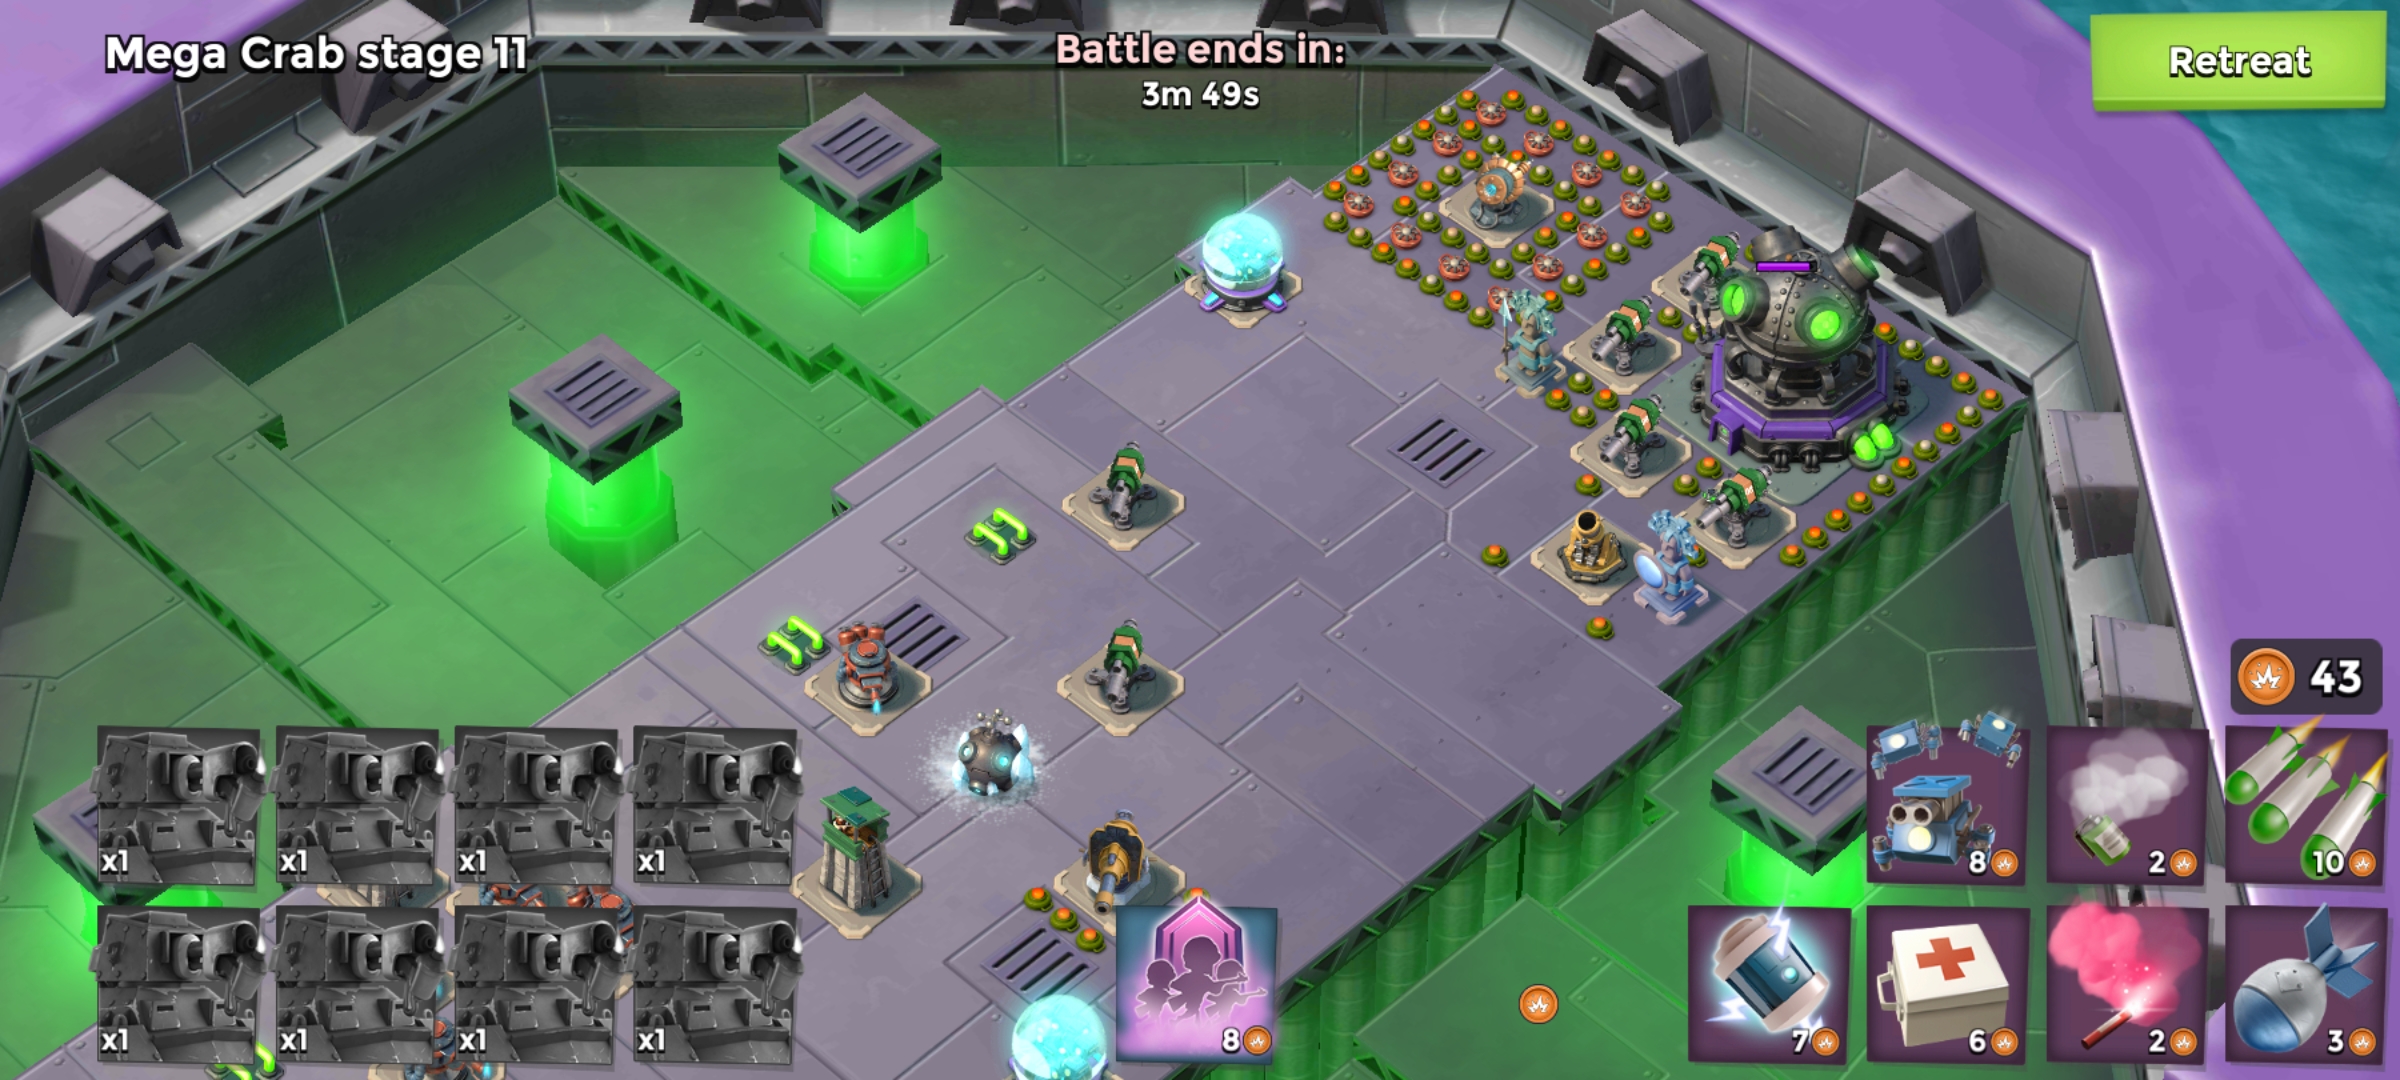 Mega Crab stage 11
Battle ends in:
3m 49s
Retreat
43
x1
x1
x1
x1
8
2
10
x1
x1
x1
x1
8
7
6
2
3